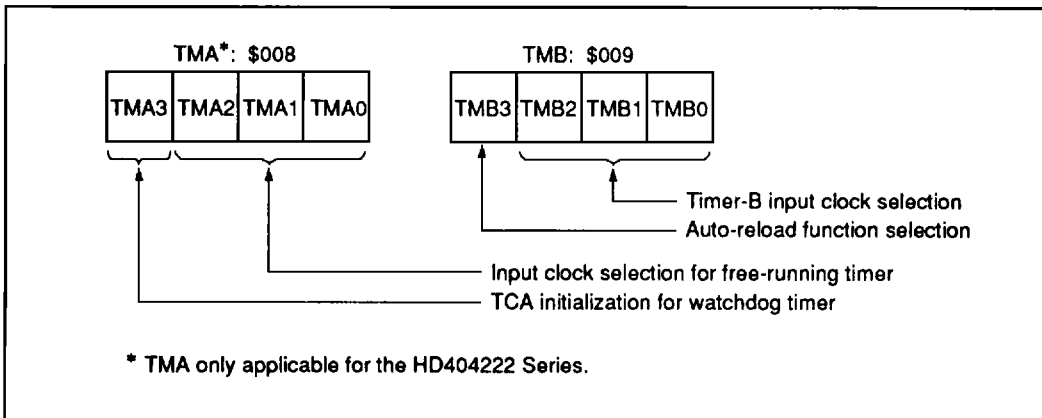 TMA*: $008
TMB: $009
TMA3 TMA2 TMA1 TMA0
TMB3 TMB2 TMB1 TMB0
Timer-B input clock selection
Auto-reload function selection
Input clock selection for free-running timer
TCA initialization for watchdog timer
* TMA only applicable for the HD404222 Series.